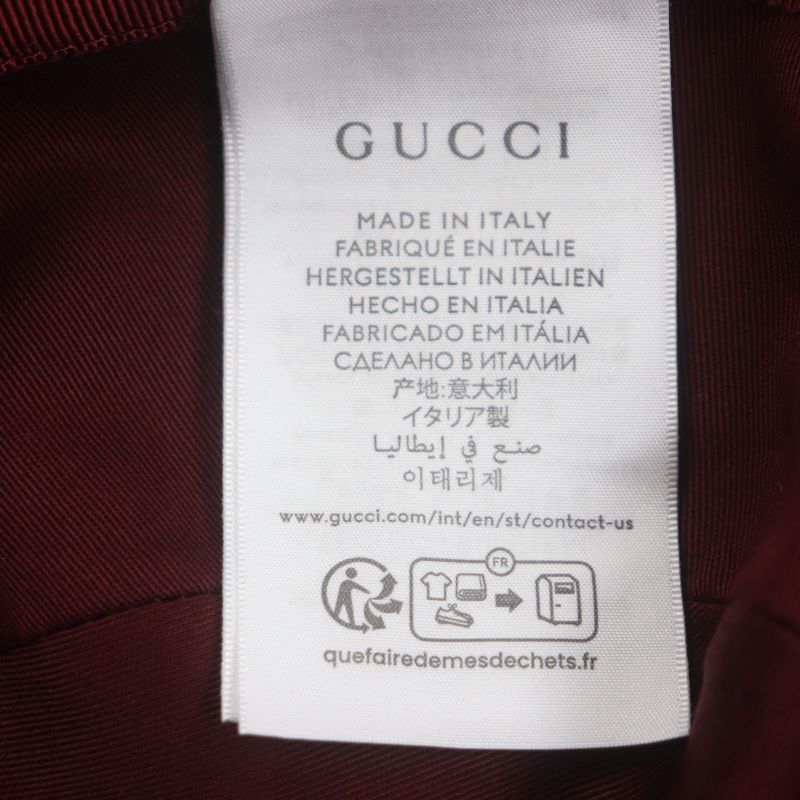 GUCCI
MADE IN ITALY
FABRIQUÉ EN ITALIE
HERGESTELLT IN ITALIEN
HECHO EN ITALIA
FABRICADO EM ITÁLIA
СДЕЛАНО В ИТАЛИИ
产地:意大利
イタリア製
صنع في إيطاليا
이태리제
www.gucci.com/int/en/st/contact-us
FR
quefairedemesdechets.fr